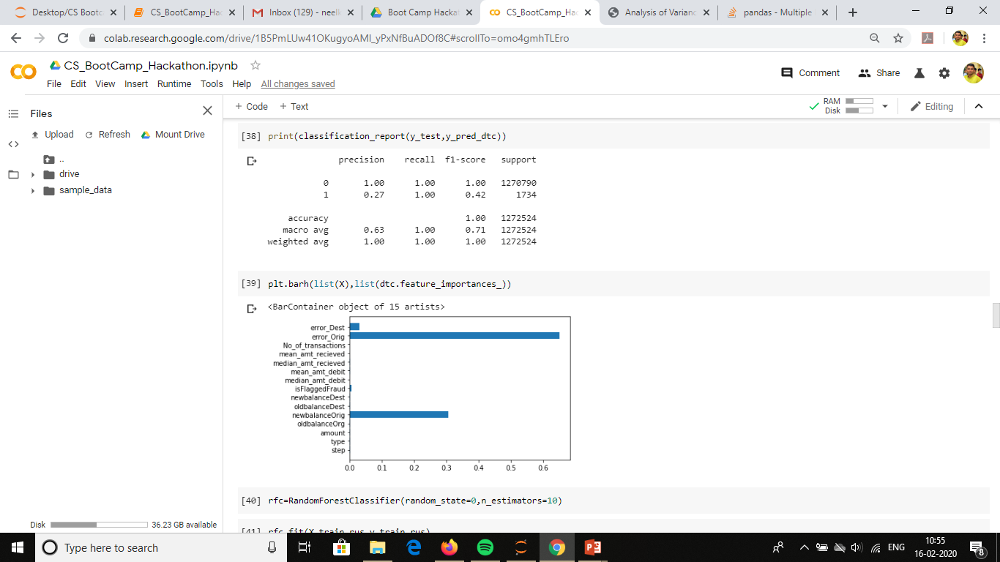 Desktop/CS Bootc
CS_BootCamp_Ha
Inbox (129) - neel
Boot Camp Hackat
CS_BootCamp_Ha
Analysis of Varianc
pandas - Multiple
colab.research.google.com/drive/1B5PmLUw41OKugyoAMI_yPxNfBuADOf8C#scrollTo=omo4gmhTLEro
CS_BootCamp_Hackathon.ipynb
File Edit View Insert Runtime Tools Help All changes saved
Comment Share
Files
+ Code + Text
RAM
Disk
Editing
Upload Refresh Mount Drive
..
drive
sample_data
[38] print(classification_report(y_test,y_pred_dtc))
precision recall f1-score support
0 1.00 1.00 1.00 1270790
1 0.27 1.00 0.42 1734
accuracy 1.00 1272524
macro avg 0.63 1.00 0.71 1272524
weighted avg 1.00 1.00 1.00 1272524
[39] plt.barh(list(X),list(dtc.feature_importances_))
<BarContainer object of 15 artists>
error_Dest
error_Orig
No_of_transactions
mean_amt_recieved
median_amt_recieved
mean_amt_debit
median_amt_debit
isFlaggedFraud
newbalanceDest
oldbalanceDest
newbalanceOrig
oldbalanceOrg
amount
type
step
0.0 0.1 0.2 0.3 0.4 0.5 0.6
[40] rfc=RandomForestClassifier(random_state=0,n_estimators=10)
[41] rfc.fit(X_train_rus,y_train_rus)
Disk 36.23 GB available
Type here to search
ENG
10:55
16-02-2020
8